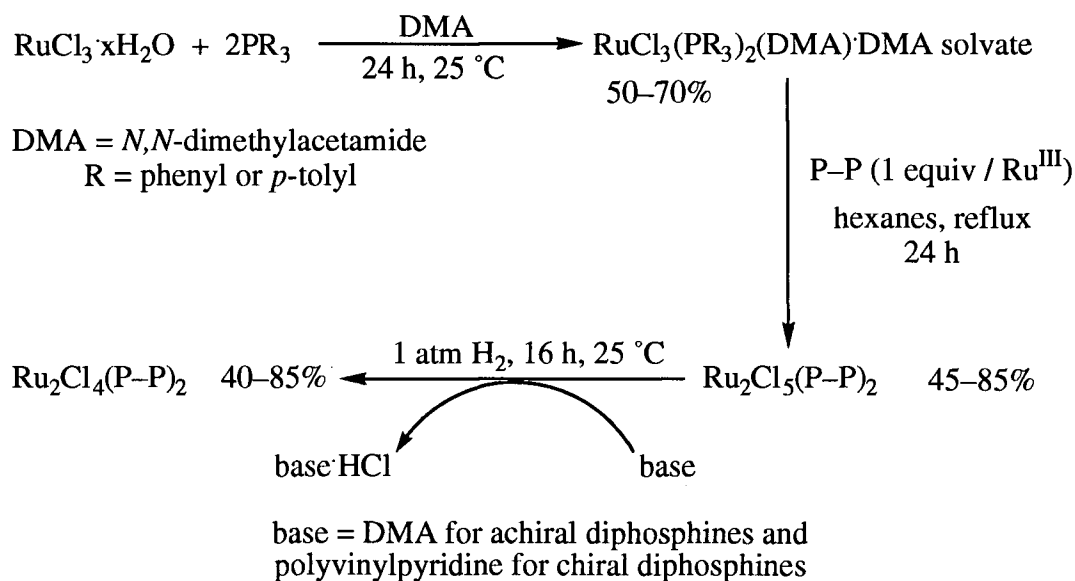 RuCl₃·xH₂O + 2PR₃
DMA
24 h, 25 °C
RuCl₃(PR₃)₂(DMA)·DMA solvate
50–70%
DMA = N,N-dimethylacetamide
R = phenyl or p-tolyl
P–P (1 equiv / Ruᴵᴵᴵ)
hexanes, reflux
24 h
Ru₂Cl₄(P–P)₂ 40–85%
1 atm H₂, 16 h, 25 °C
Ru₂Cl₅(P–P)₂ 45–85%
base·HCl
base
base = DMA for achiral diphosphines and
polyvinylpyridine for chiral diphosphines